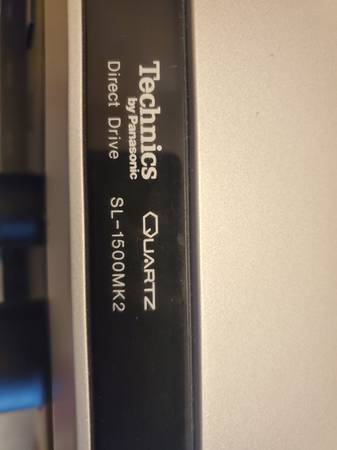 Technics
by Panasonic
QUARTZ
Direct Drive
SL-1500MK2